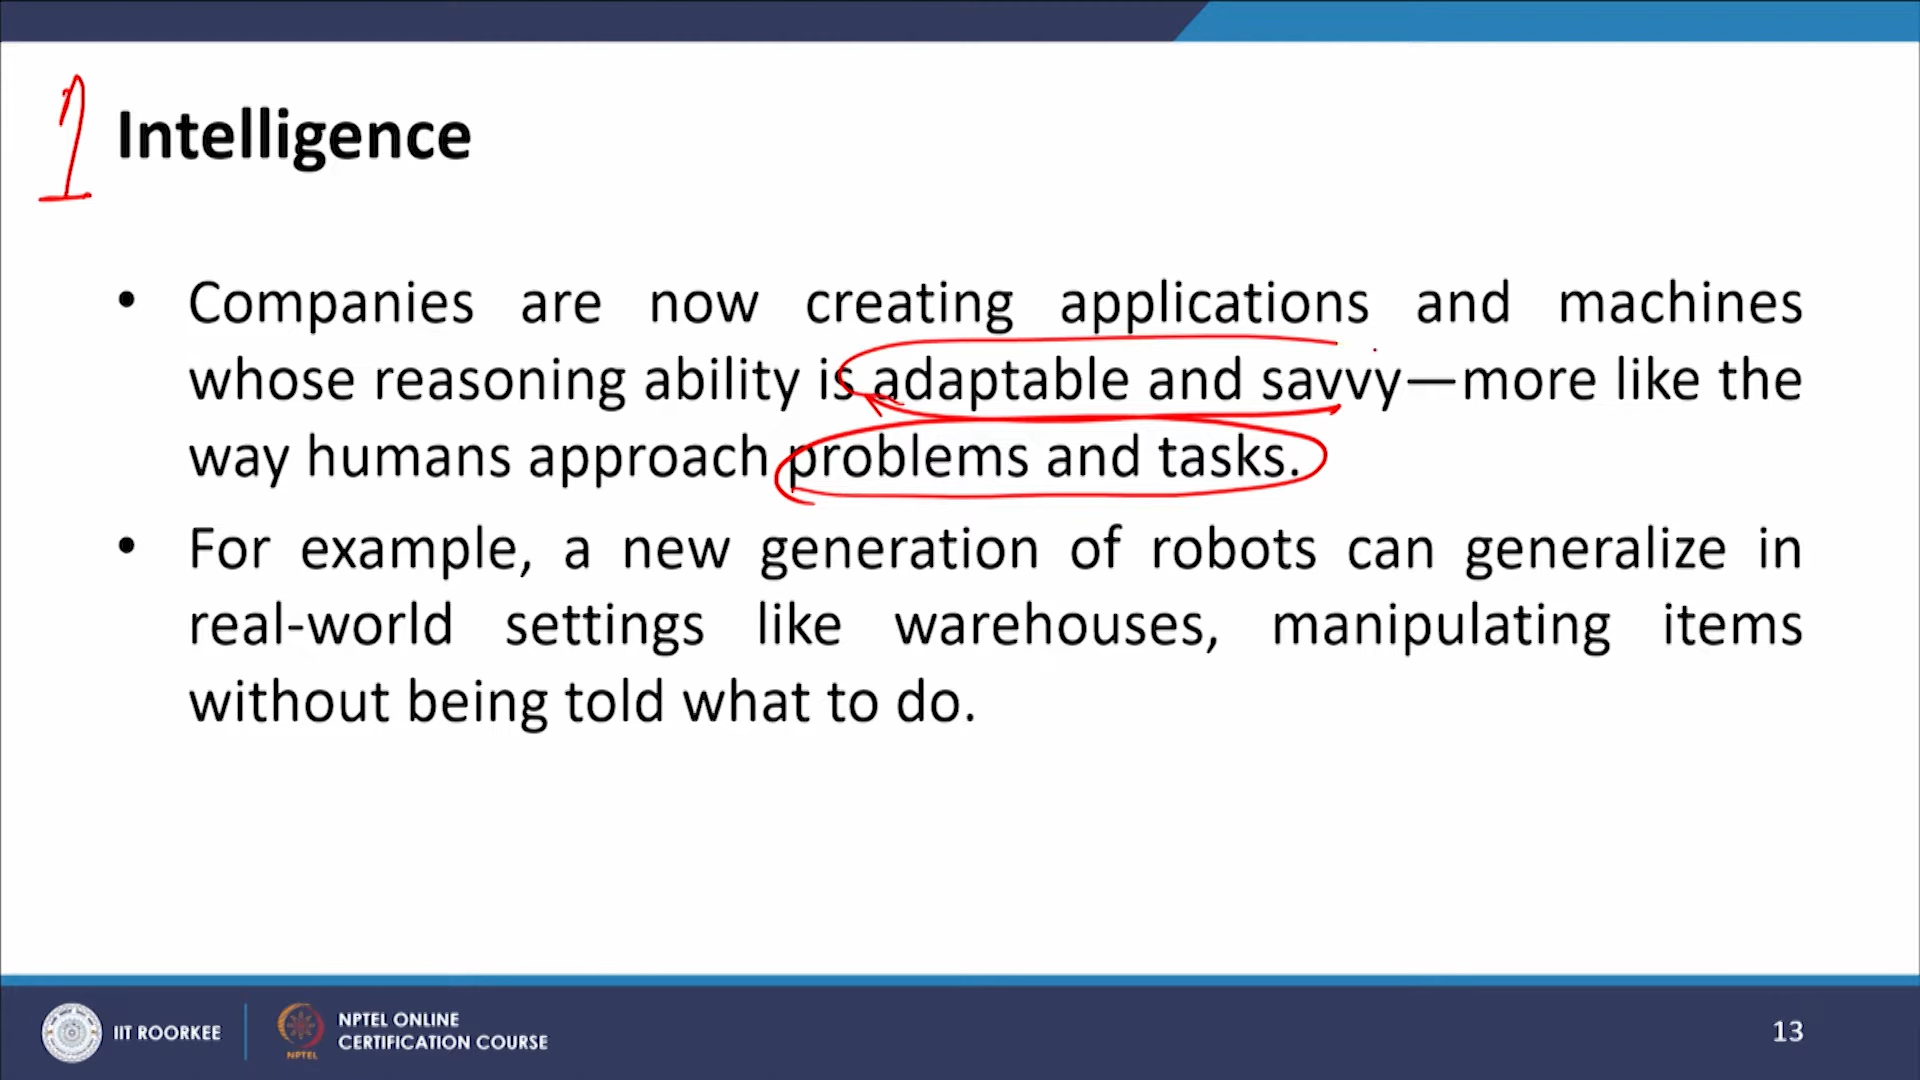 1 Intelligence
• Companies are now creating applications and machines
whose reasoning ability is adaptable and savvy—more like the
way humans approach problems and tasks.
• For example, a new generation of robots can generalize in
real-world settings like warehouses, manipulating items
without being told what to do.
IIT ROORKEE
NPTEL
NPTEL ONLINE
CERTIFICATION COURSE
13